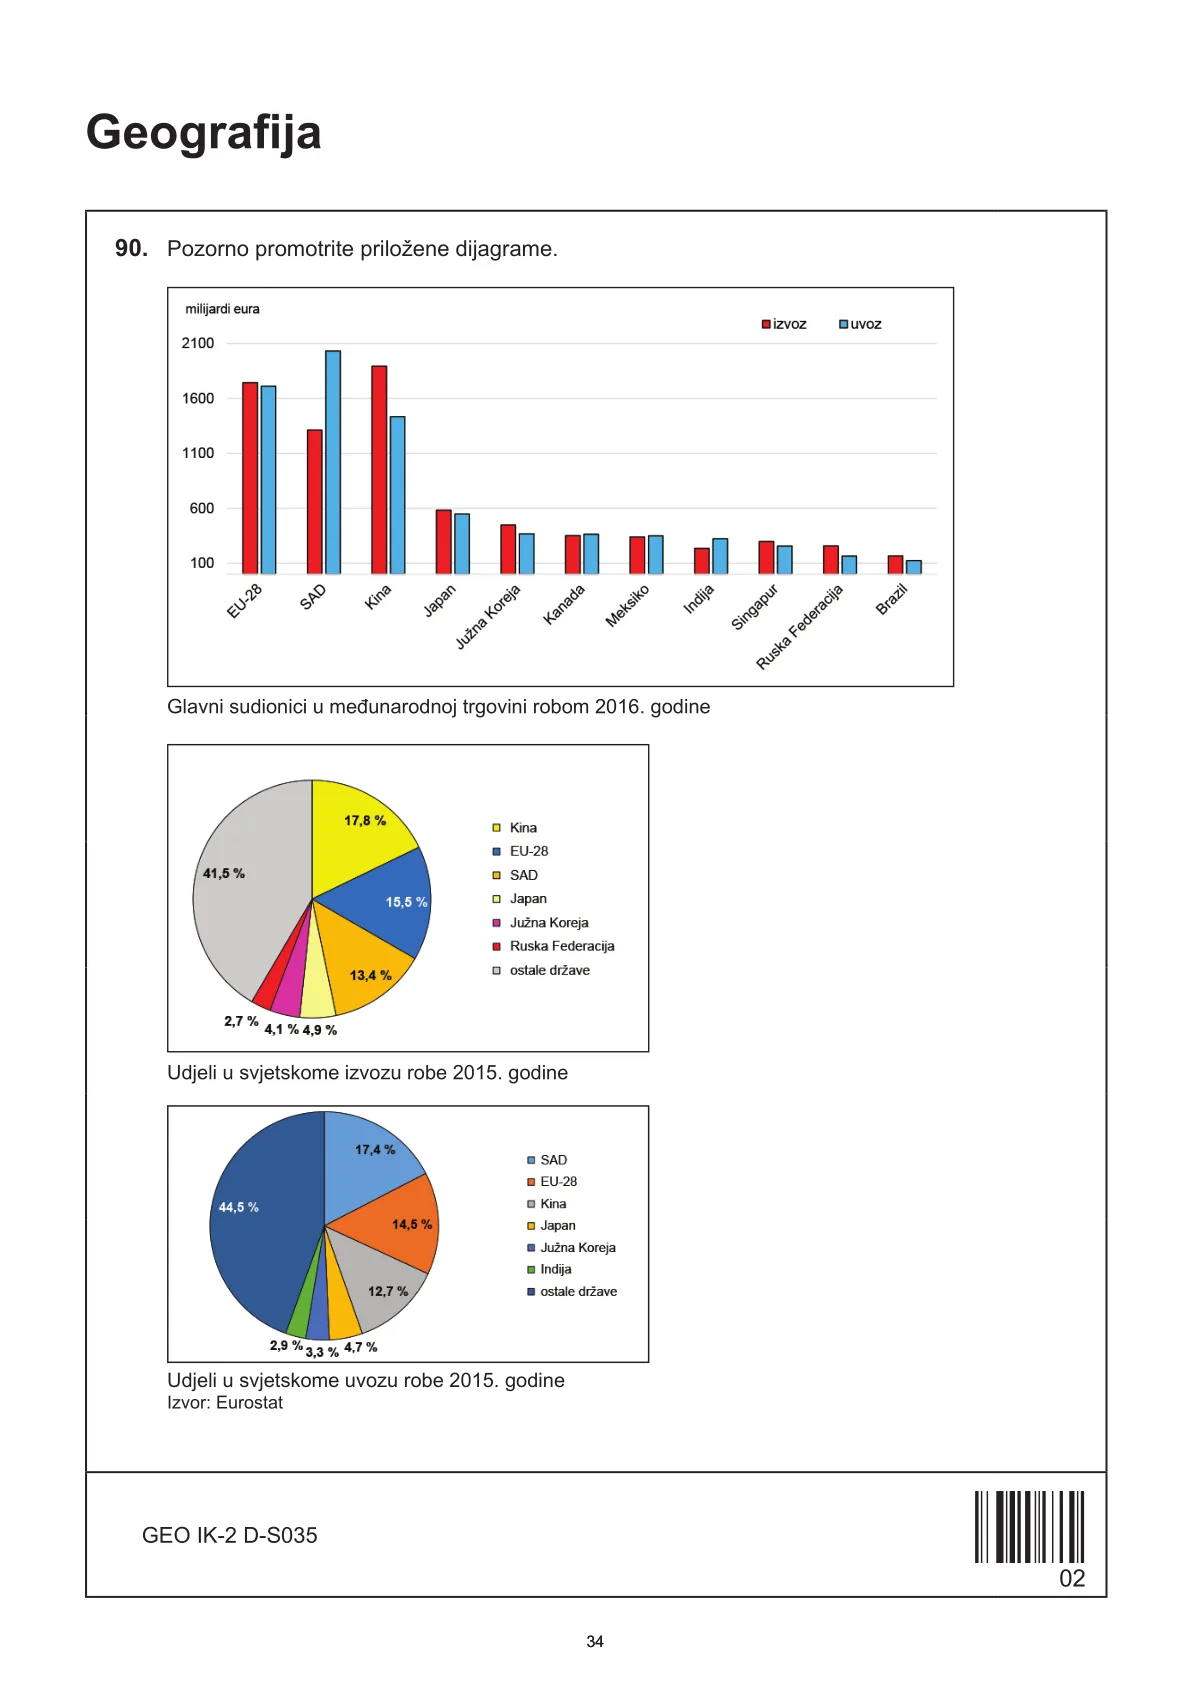 Geografija
90. Pozorno promotrite priložene dijagrame.
milijardi eura
izvoz uvoz
2100
1600
1100
600
100
EU-28 SAD Kina Japan Južna Koreja Kanada Meksiko Indija Singapur Ruska Federacija Brazil
Glavni sudionici u međunarodnoj trgovini robom 2016. godine
17,8 %
15,5 %
13,4 %
4,9 %
4,1 %
2,7 %
41,5 %
Kina
EU-28
SAD
Japan
Južna Koreja
Ruska Federacija
ostale države
Udjeli u svjetskome izvozu robe 2015. godine
17,4 %
14,5 %
12,7 %
4,7 %
3,3 %
2,9 %
44,5 %
SAD
EU-28
Kina
Japan
Južna Koreja
Indija
ostale države
Udjeli u svjetskome uvozu robe 2015. godine
Izvor: Eurostat
GEO IK-2 D-S035
02
34